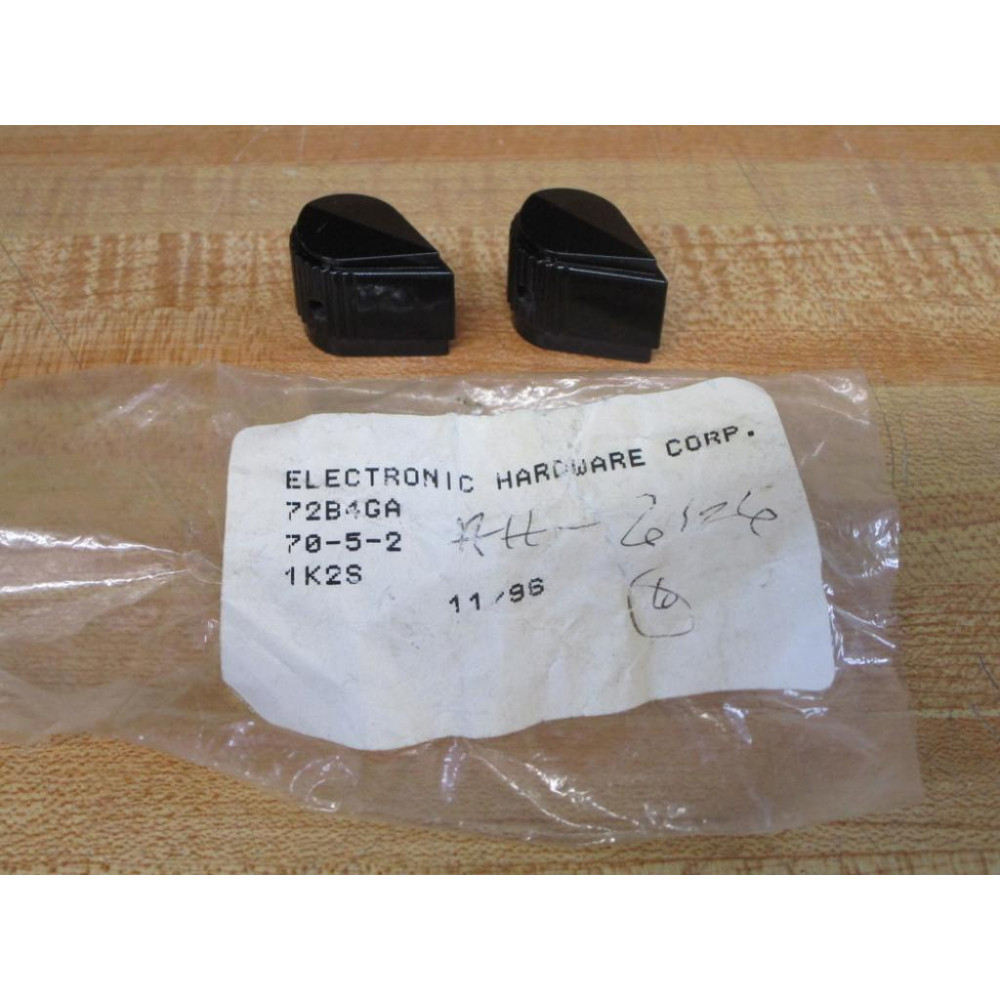 ELECTRONIC HARDWARE CORP.
72B4GA
70-5-2
1K2S
11/96